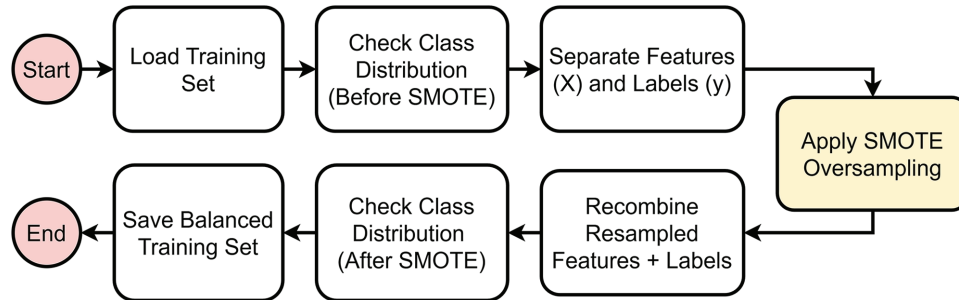 Start
Load Training
Set
Check Class
Distribution
(Before SMOTE)
Separate Features
(X) and Labels (y)
Apply SMOTE
Oversampling
Recombine
Resampled
Features + Labels
Check Class
Distribution
(After SMOTE)
Save Balanced
Training Set
End